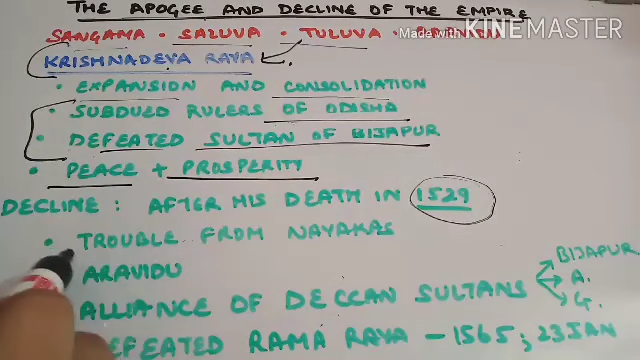 THE APOGEE AND DECLINE OF THE EMPIRE
Made with KINEMASTER
SANGAMA • SALUVA • TULUVA •
KRISHNADEVA RAYA
• EXPANSION AND CONSOLIDATION
• SUBDUED RULERS OF ODISHA
• DEFEATED SULTAN OF BIJAPUR
• PEACE + PROSPERITY
DECLINE: AFTER HIS DEATH IN 1529
• TROUBLE FROM NAYAKAS
ARAVIDU
ALLIANCE OF DECCAN SULTANS BIJAPUR
A.
G.
DEFEATED RAMA RAYA - 1565; 23 JAN